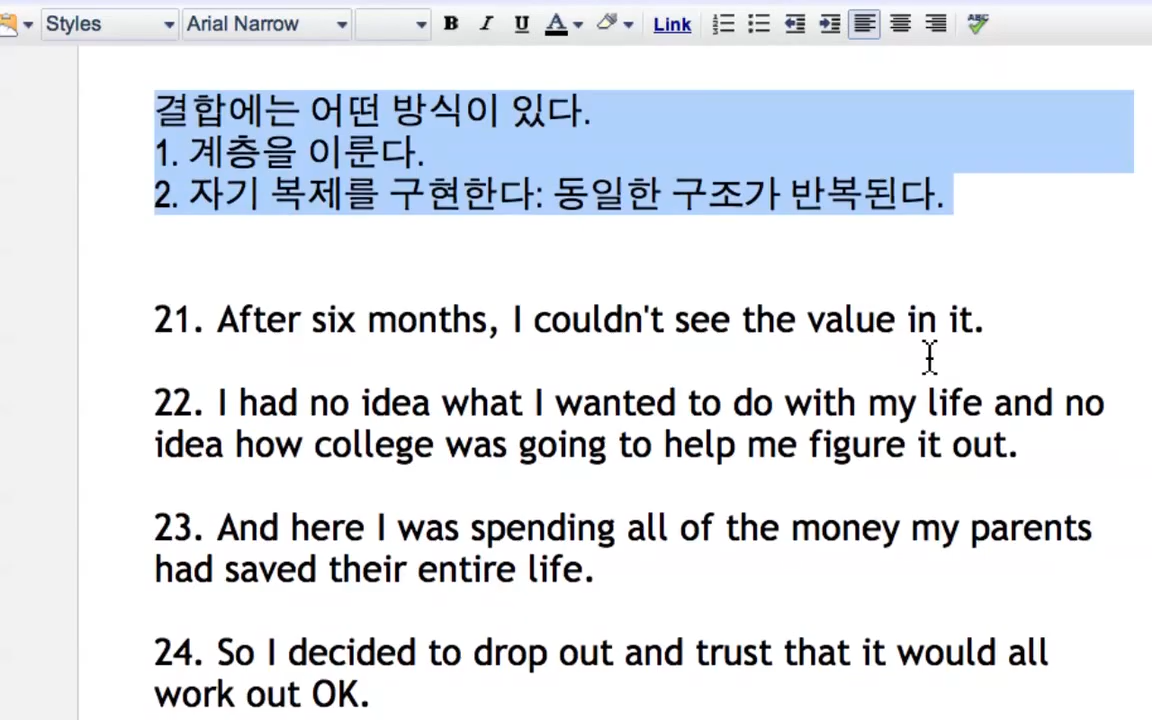 Styles Arial Narrow B I U A Link ABC
결합에는 어떤 방식이 있다.
1. 계층을 이룬다.
2. 자기 복제를 구현한다: 동일한 구조가 반복된다.
21. After six months, I couldn't see the value in it.
22. I had no idea what I wanted to do with my life and no
idea how college was going to help me figure it out.
23. And here I was spending all of the money my parents
had saved their entire life.
24. So I decided to drop out and trust that it would all
work out OK.